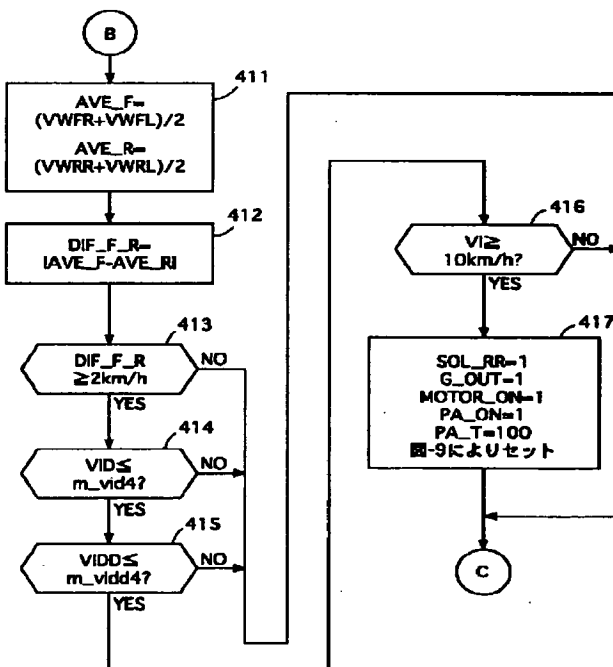 B
411
AVE_F=
(VWFR+VWFL)/2
AVE_R=
(VWRR+VWRL)/2
412
DIF_F_R=
|AVE_F-AVE_R|
413
DIF_F_R
≧2km/h
NO
YES
414
VID≦
m_vid4?
NO
YES
415
VIDD≦
m_vidd4?
NO
YES
416
VI≧
10km/h?
NO
YES
417
SOL_RR=1
G_OUT=1
MOTOR_ON=1
PA_ON=1
PA_T=100
図-9によりセット
C